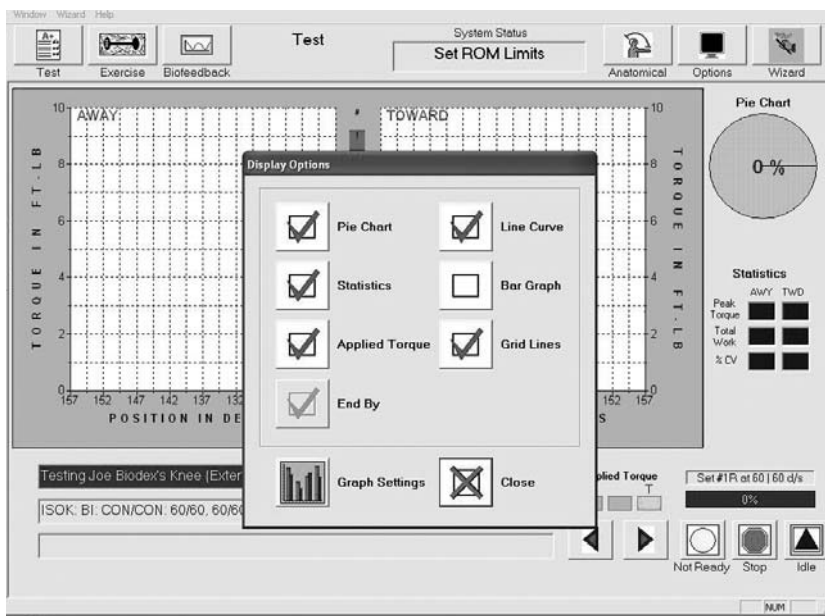 Window Wizard Help
Test
System Status
Set ROM Limits
Test Exercise Biofeedback
Anatomical Options Wizard
AWAY
TOWARD
Pie Chart
0 %
10
8
6
4
2
0
TORQUE IN FT-LB
157 152 147 142 137
POSITION IN DE
10
8
6
4
2
0
TORQUE IN FT-LB
152 157
S
Display Options
Pie Chart
Line Curve
Statistics
Bar Graph
Applied Torque
Grid Lines
End By
Graph Settings
Close
Statistics
AWY TWD
Peak Torque
Total Work
% CV
Testing Joe Biodex's Knee (Exter
ISOK: BI: CON/CON: 60/60, 60/60
plied Torque
T
Set #1R at 60 | 60 d/s
0%
Not Ready Stop Idle
NUM